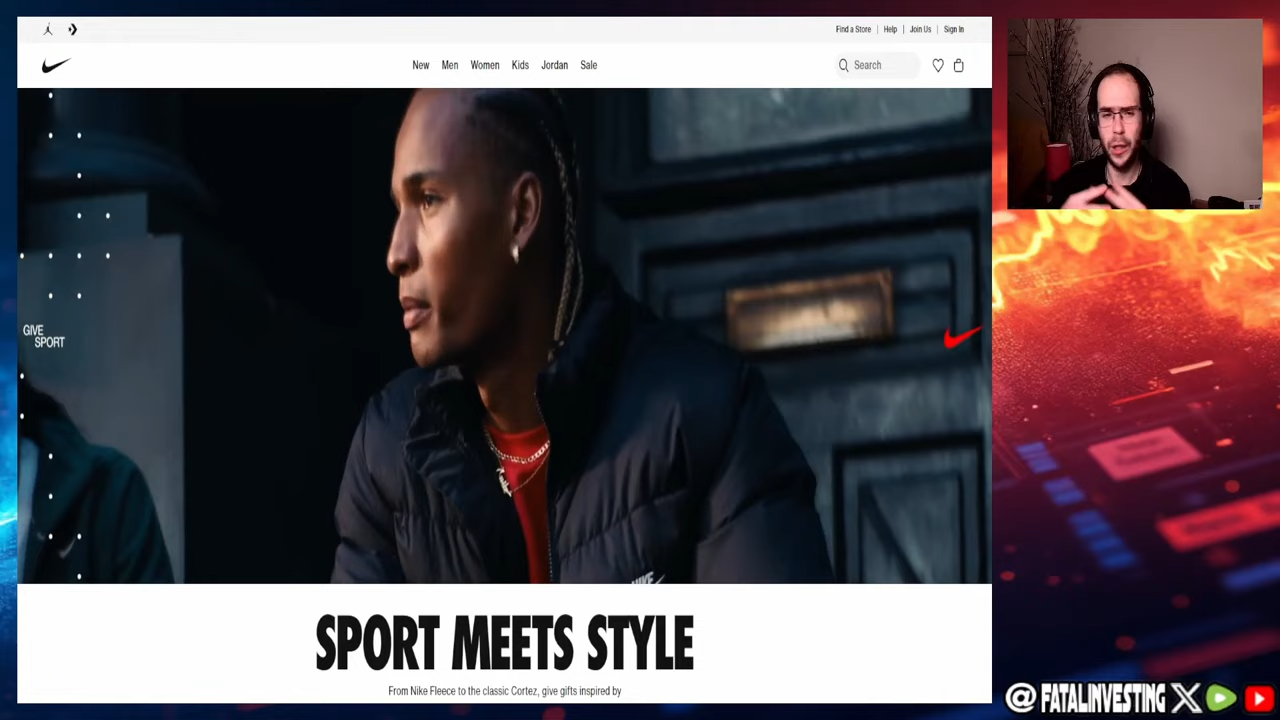 Find a Store | Help | Join Us | Sign In
New Men Women Kids Jordan Sale
Search
GIVE
SPORT
NIKE
SPORT MEETS STYLE
From Nike Fleece to the classic Cortez, give gifts inspired by
@FATALINVESTING